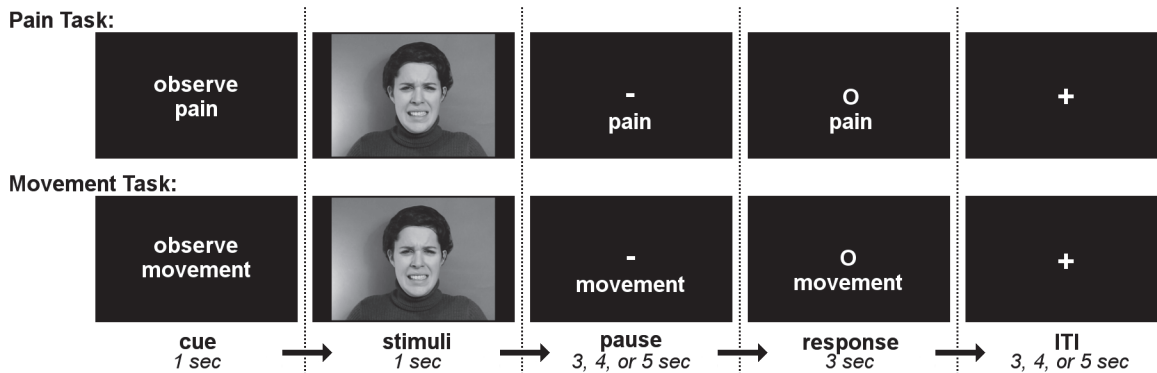 Pain Task:
observe
pain
-
pain
O
pain
+
Movement Task:
observe
movement
-
movement
O
movement
+
cue
1 sec
stimuli
1 sec
pause
3, 4, or 5 sec
response
3 sec
ITI
3, 4, or 5 sec